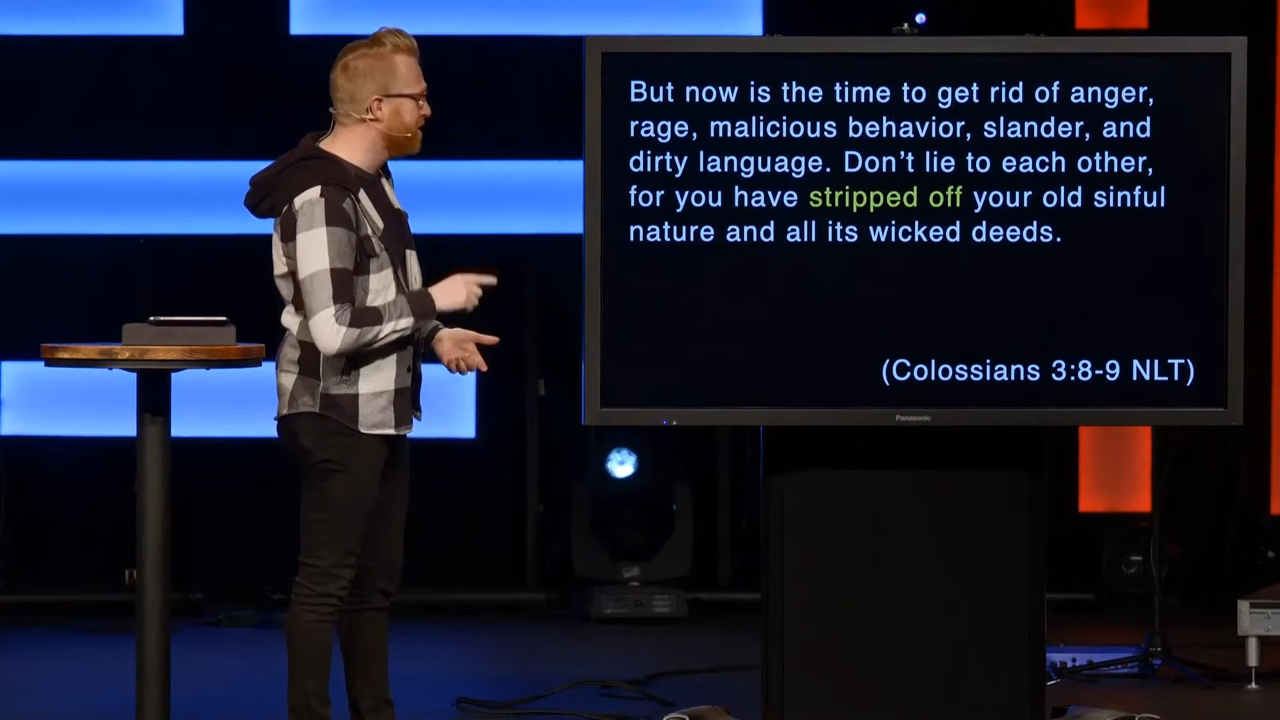 But now is the time to get rid of anger,
rage, malicious behavior, slander, and
dirty language. Don’t lie to each other,
for you have stripped off your old sinful
nature and all its wicked deeds.
(Colossians 3:8-9 NLT)
Panasonic